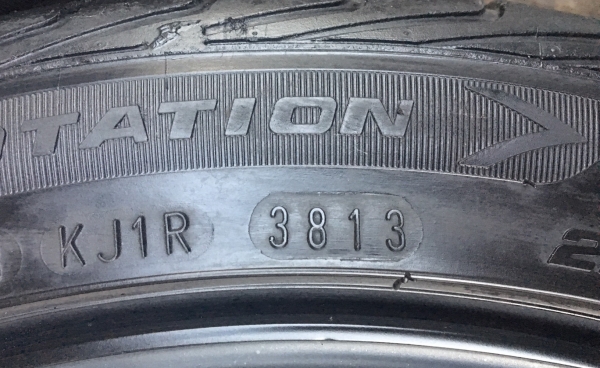 TATION >
KJ1R 3813